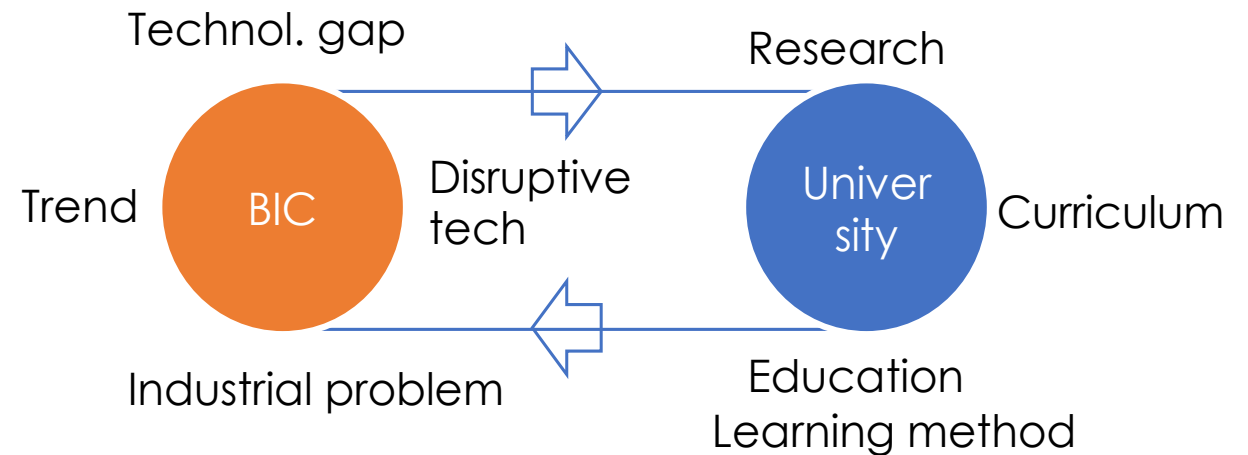 Technol. gap
Research
Trend
BIC
Disruptive
tech
Univer
sity
Curriculum
Industrial problem
Education
Learning method